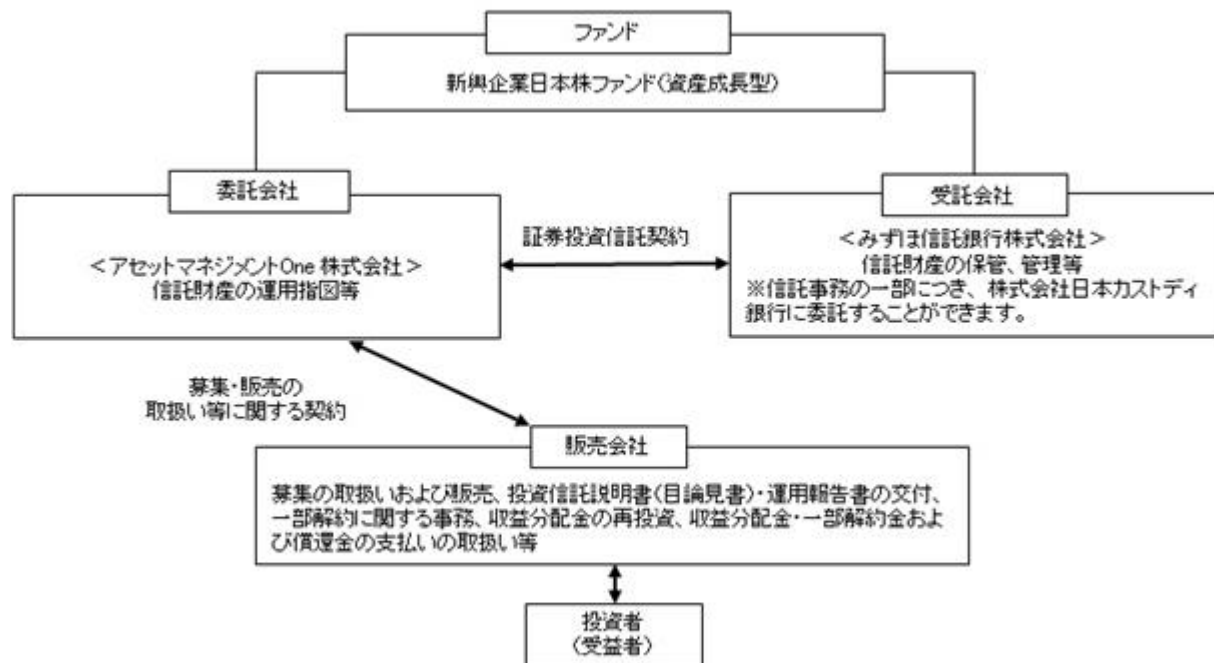 ファンド
新興企業日本株ファンド(資産成長型)
委託会社
<アセットマネジメントOne 株式会社>
信託財産の運用指図等
証券投資信託契約
受託会社
<みずほ信託銀行株式会社>
信託財産の保管、管理等
※信託事務の一部につき、株式会社日本カストディ
銀行に委託することができます。
募集・販売の
取扱い等に関する契約
販売会社
募集の取扱いおよび販売、投資信託説明書(目論見書)・運用報告書の交付、
一部解約に関する事務、収益分配金の再投資、収益分配金・一部解約金およ
び償還金の支払いの取扱い等
投資者
(受益者)